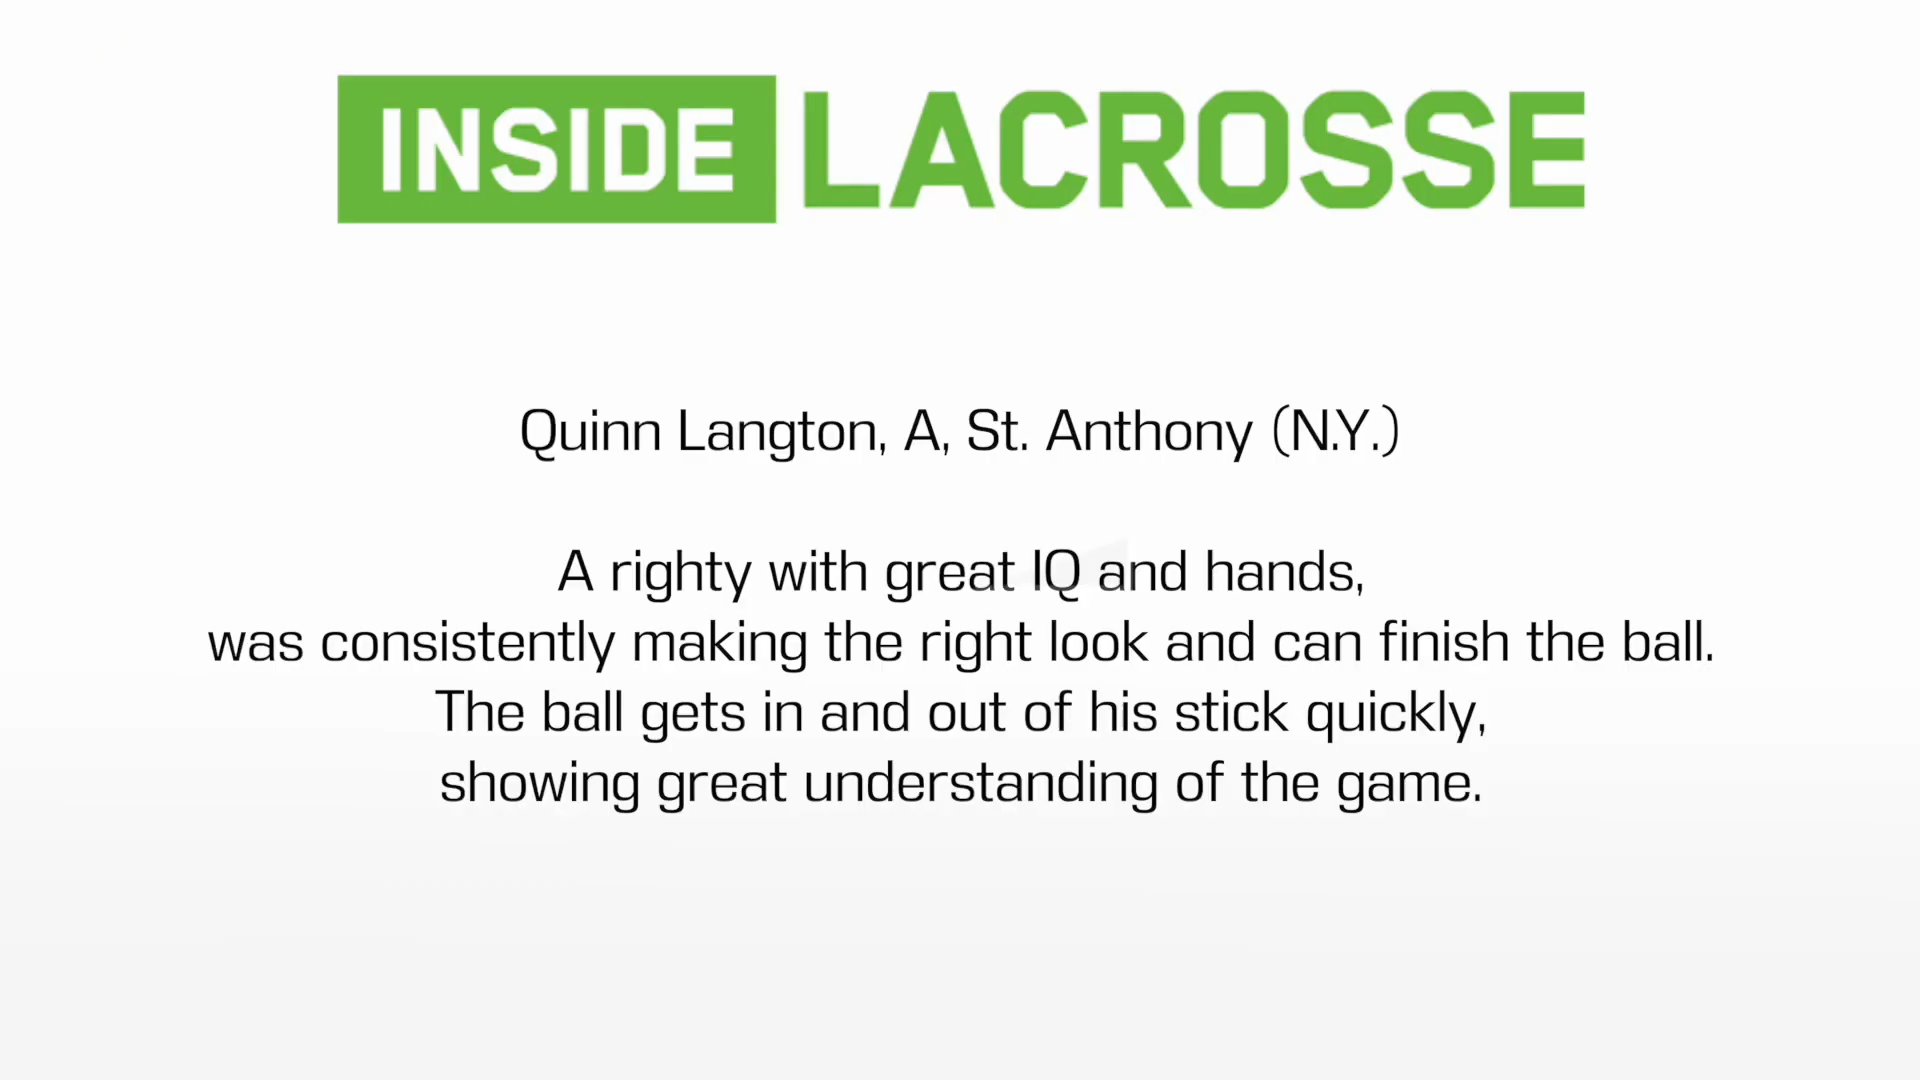 INSIDE LACROSSE
Quinn Langton, A, St. Anthony (N.Y.)
A righty with great IQ and hands,
was consistently making the right look and can finish the ball.
The ball gets in and out of his stick quickly,
showing great understanding of the game.